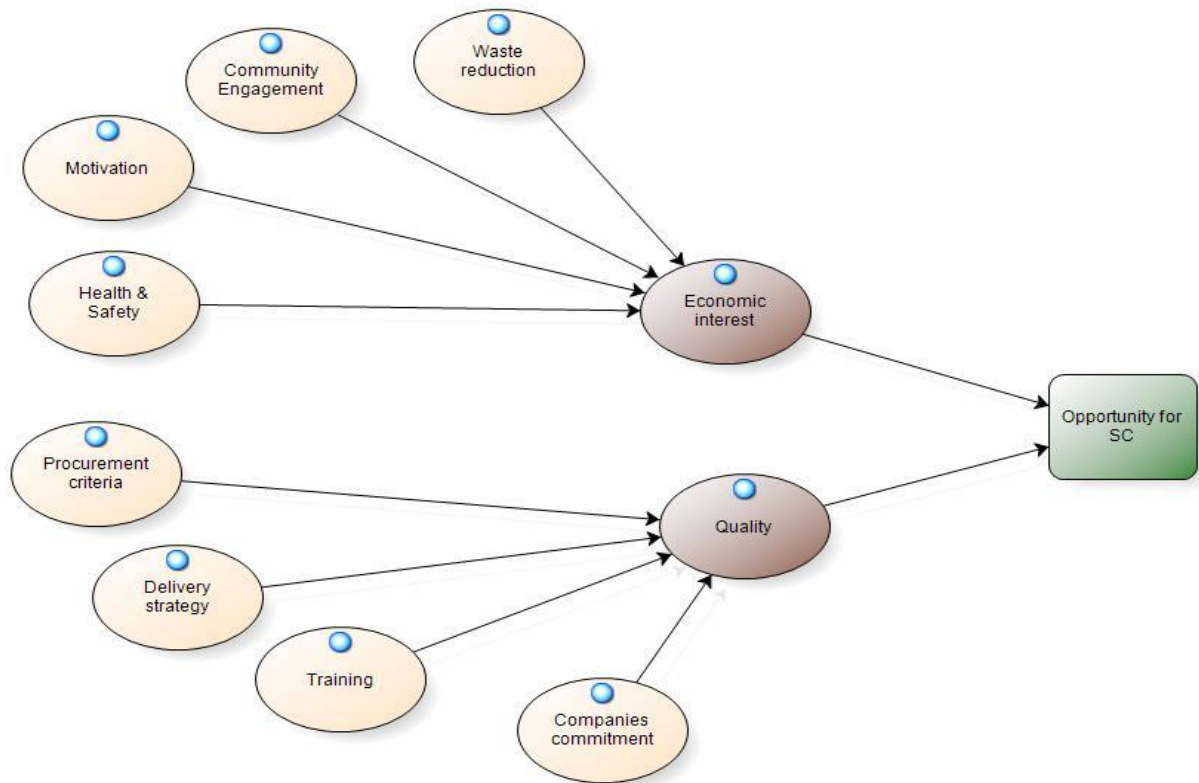 Waste
reduction
Community
Engagement
Motivation
Health &
Safety
Economic
interest
Opportunity for
SC
Procurement
criteria
Quality
Delivery
strategy
Training
Companies
commitment